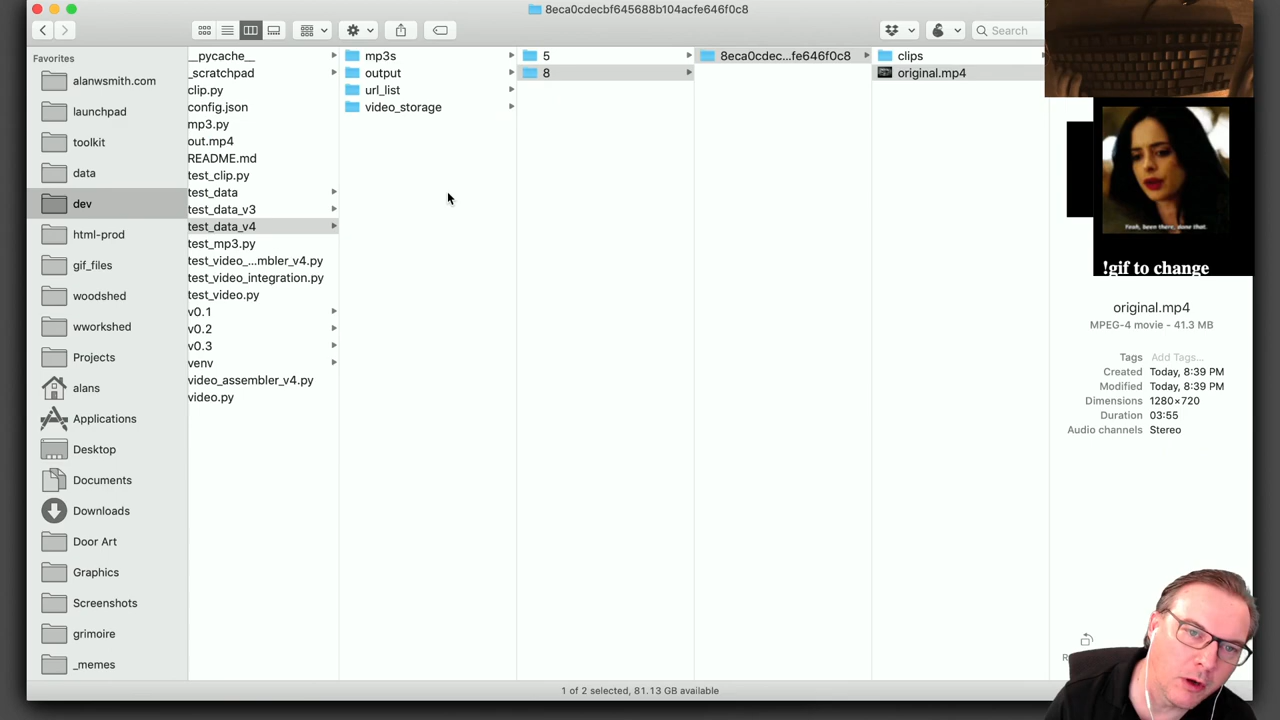 8eca0cdecbf645688b104acfe646f0c8
Search
Favorites
alanwsmith.com
launchpad
toolkit
data
dev
html-prod
gif_files
woodshed
wworkshed
Projects
alans
Applications
Desktop
Documents
Downloads
Door Art
Graphics
Screenshots
grimoire
_memes
__pycache__
_scratchpad
clip.py
config.json
mp3.py
out.mp4
README.md
test_clip.py
test_data
test_data_v3
test_data_v4
test_mp3.py
test_video_...mbler_v4.py
test_video_integration.py
test_video.py
v0.1
v0.2
v0.3
venv
video_assembler_v4.py
video.py
mp3s
output
url_list
video_storage
5
8
8eca0cdec...fe646f0c8
clips
original.mp4
Yeah, been there, done that.
!gif to change
original.mp4
MPEG-4 movie - 41.3 MB
Tags Add Tags...
Created Today, 8:39 PM
Modified Today, 8:39 PM
Dimensions 1280×720
Duration 03:55
Audio channels Stereo
1 of 2 selected, 81.13 GB available